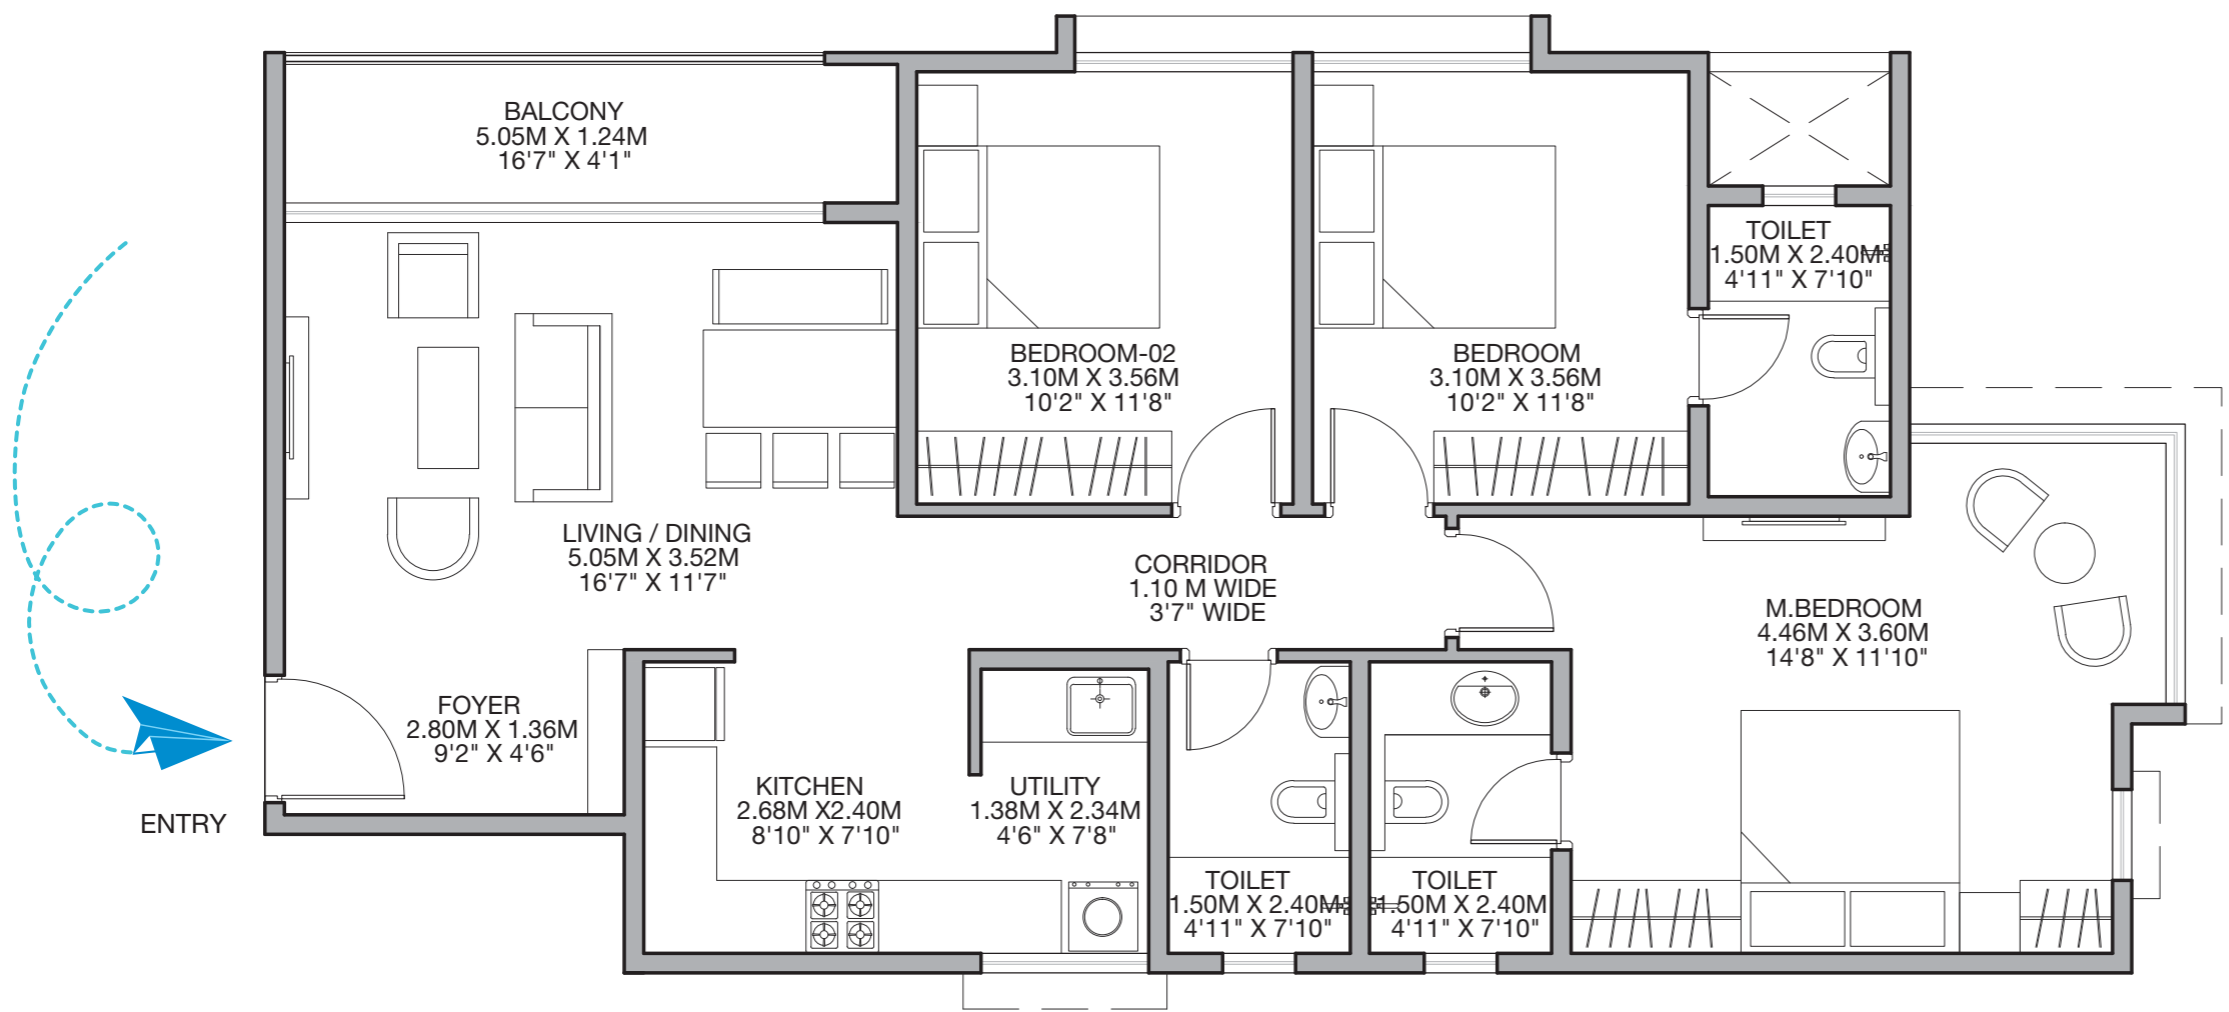 BALCONY
5.05M X 1.24M
16'7" X 4'1"
TOILET
1.50M X 2.40M
4'11" X 7'10"
BEDROOM-02
3.10M X 3.56M
10'2" X 11'8"
BEDROOM
3.10M X 3.56M
10'2" X 11'8"
LIVING / DINING
5.05M X 3.52M
16'7" X 11'7"
CORRIDOR
1.10 M WIDE
3'7" WIDE
M.BEDROOM
4.46M X 3.60M
14'8" X 11'10"
FOYER
2.80M X 1.36M
9'2" X 4'6"
ENTRY
KITCHEN
2.68M X2.40M
8'10" X 7'10"
UTILITY
1.38M X 2.34M
4'6" X 7'8"
TOILET
1.50M X 2.40M
4'11" X 7'10"
TOILET
1.50M X 2.40M
4'11" X 7'10"